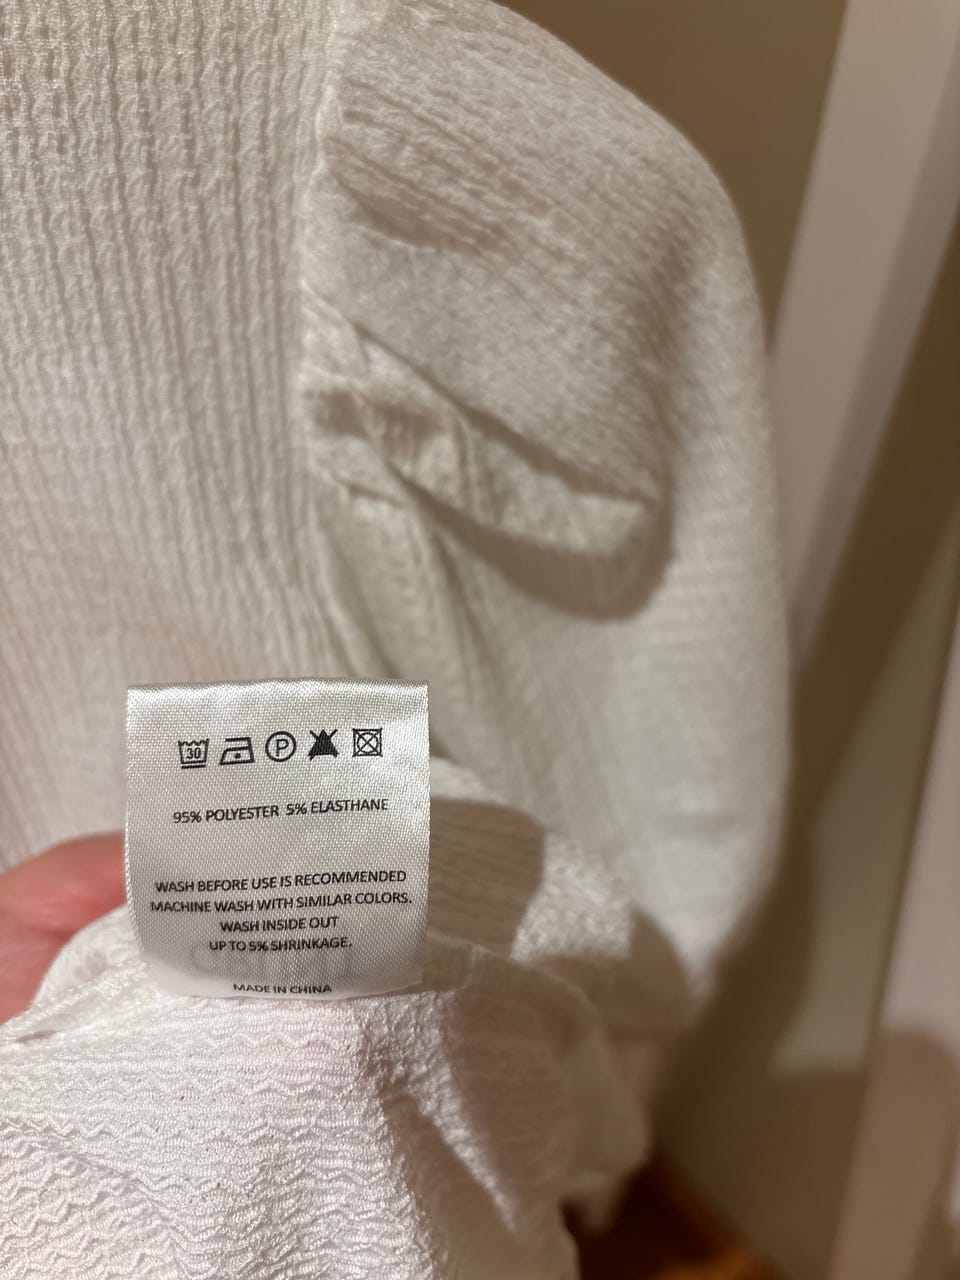 30 P
95% POLYESTER 5% ELASTHANE
WASH BEFORE USE IS RECOMMENDED
MACHINE WASH WITH SIMILAR COLORS.
WASH INSIDE OUT
UP TO 5% SHRINKAGE.
MADE IN CHINA